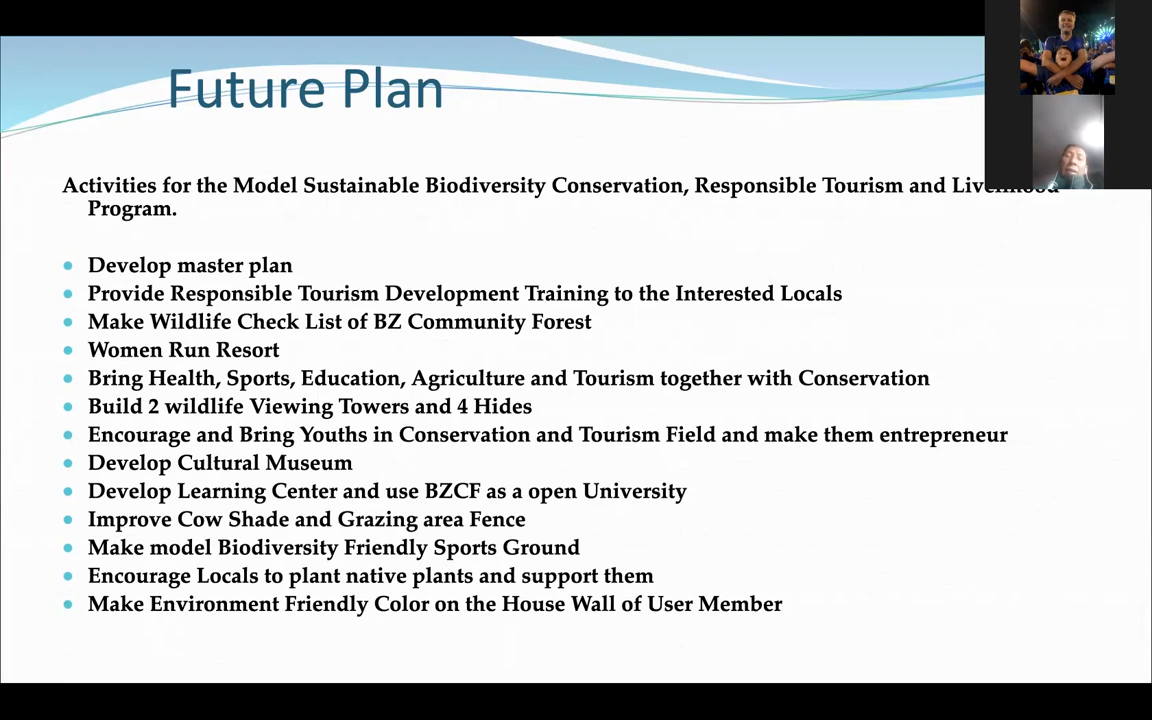 Future Plan
Activities for the Model Sustainable Biodiversity Conservation, Responsible Tourism and
Program.
Develop master plan
Provide Responsible Tourism Development Training to the Interested Locals
Make Wildlife Check List of BZ Community Forest
Women Run Resort
Bring Health, Sports, Education, Agriculture and Tourism together with Conservation
Build 2 wildlife Viewing Towers and 4 Hides
Encourage and Bring Youths in Conservation and Tourism Field and make them entrepreneur
Develop Cultural Museum
Develop Learning Center and use BZCF as a open University
Improve Cow Shade and Grazing area Fence
Make model Biodiversity Friendly Sports Ground
Encourage Locals to plant native plants and support them
Make Environment Friendly Color on the House Wall of User Member